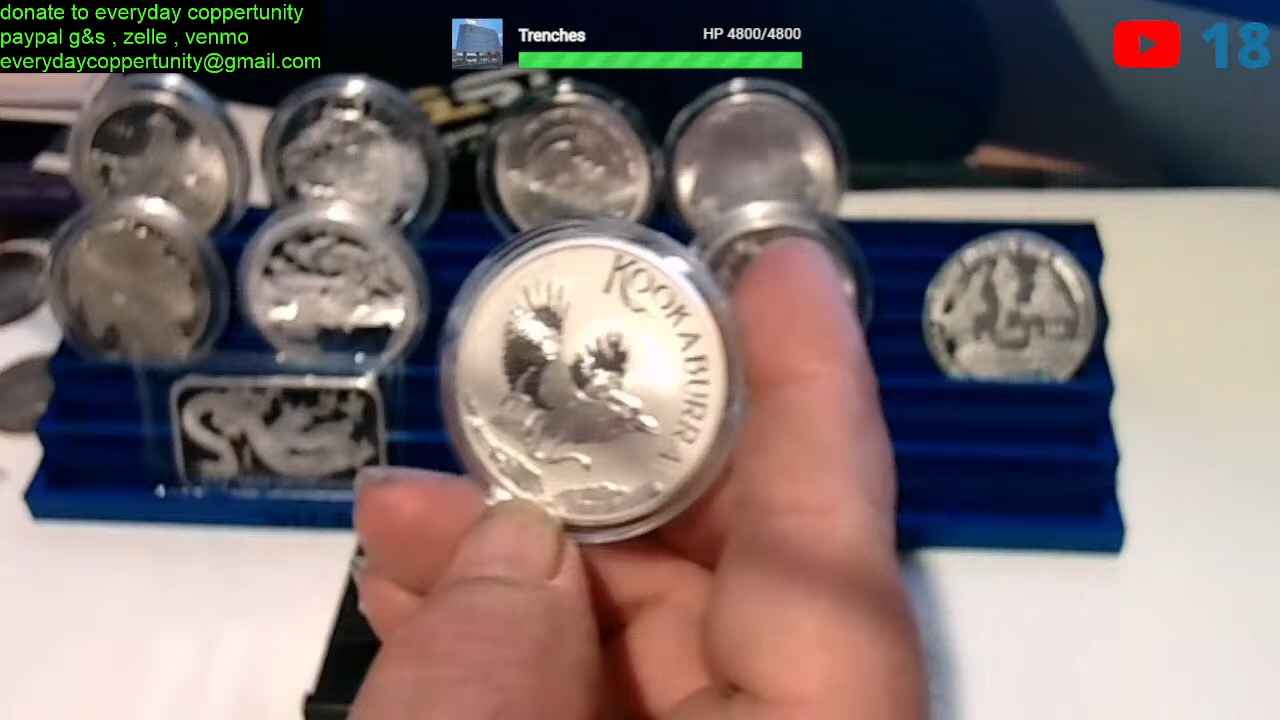 donate to everyday coppertunity
paypal g&s , zelle , venmo
everydaycoppertunity@gmail.com
Trenches
HP 4800/4800
18
KOOKABURRA